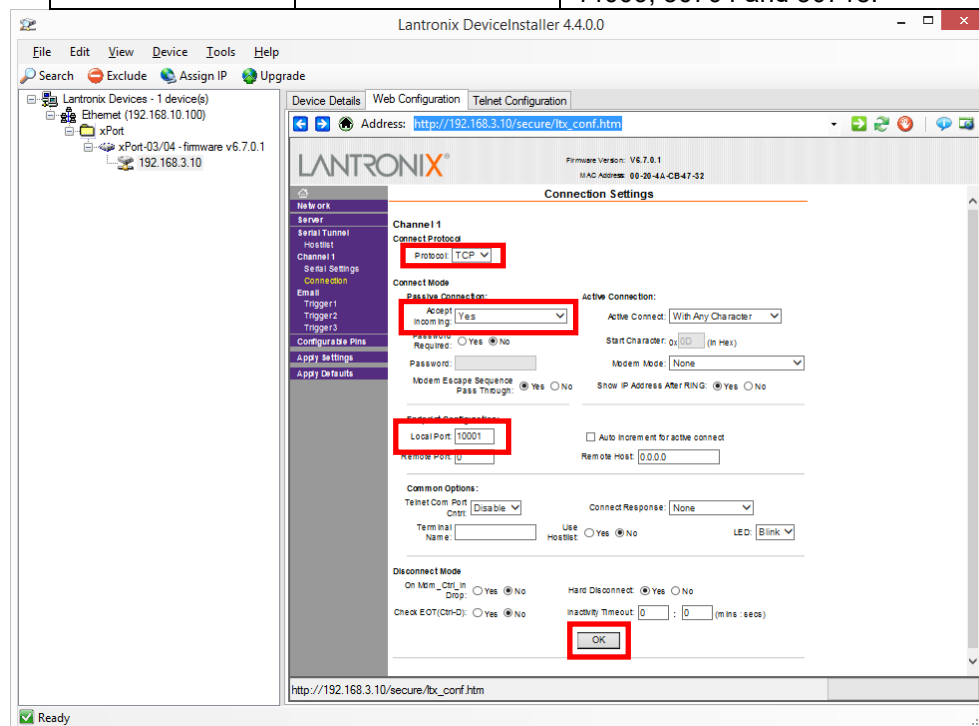 Lantronix DeviceInstaller 4.4.0.0
File Edit View Device Tools Help
Search Exclude Assign IP Upgrade
Lantronix Devices - 1 device(s)
Ethernet (192.168.10.100)
xPort
xPort-03/04 - firmware v6.7.0.1
192.168.3.10
Device Details Web Configuration Telnet Configuration
Address: http://192.168.3.10/secure/ltx_conf.htm
LANTRONIX®
Firmware Version: V6.7.0.1
MAC Address: 00-20-4A-CB-47-32
Network
Server
Serial Tunnel
Hostlist
Channel 1
Serial Settings
Connection
Email
Trigger 1
Trigger 2
Trigger 3
Configurable Pins
Apply Settings
Apply Defaults
Connection Settings
Channel 1
Connect Protocol
Protocol: TCP
Connect Mode
Passive Connection: Active Connection:
Accept Incoming: Yes Active Connect: With Any Character
Password Required: Yes No Start Character: 0x 0D (in Hex)
Password: Modem Mode: None
Modem Escape Sequence Pass Through: Yes No Show IP Address After RING: Yes No
Endpoint Configuration:
Local Port: 10001 Auto increment for active connect
Remote Port: 0 Remote Host: 0.0.0.0
Common Options:
Telnet Com Port Cntrl: Disable Connect Response: None
Terminal Name: Use Hostlist: Yes No LED: Blink
Disconnect Mode
On Mdm_Ctrl_In Drop: Yes No Hard Disconnect: Yes No
Check EOT(Ctrl-D): Yes No Inactivity Timeout: 0 : 0 (mins : secs)
OK
http://192.168.3.10/secure/ltx_conf.htm
Ready